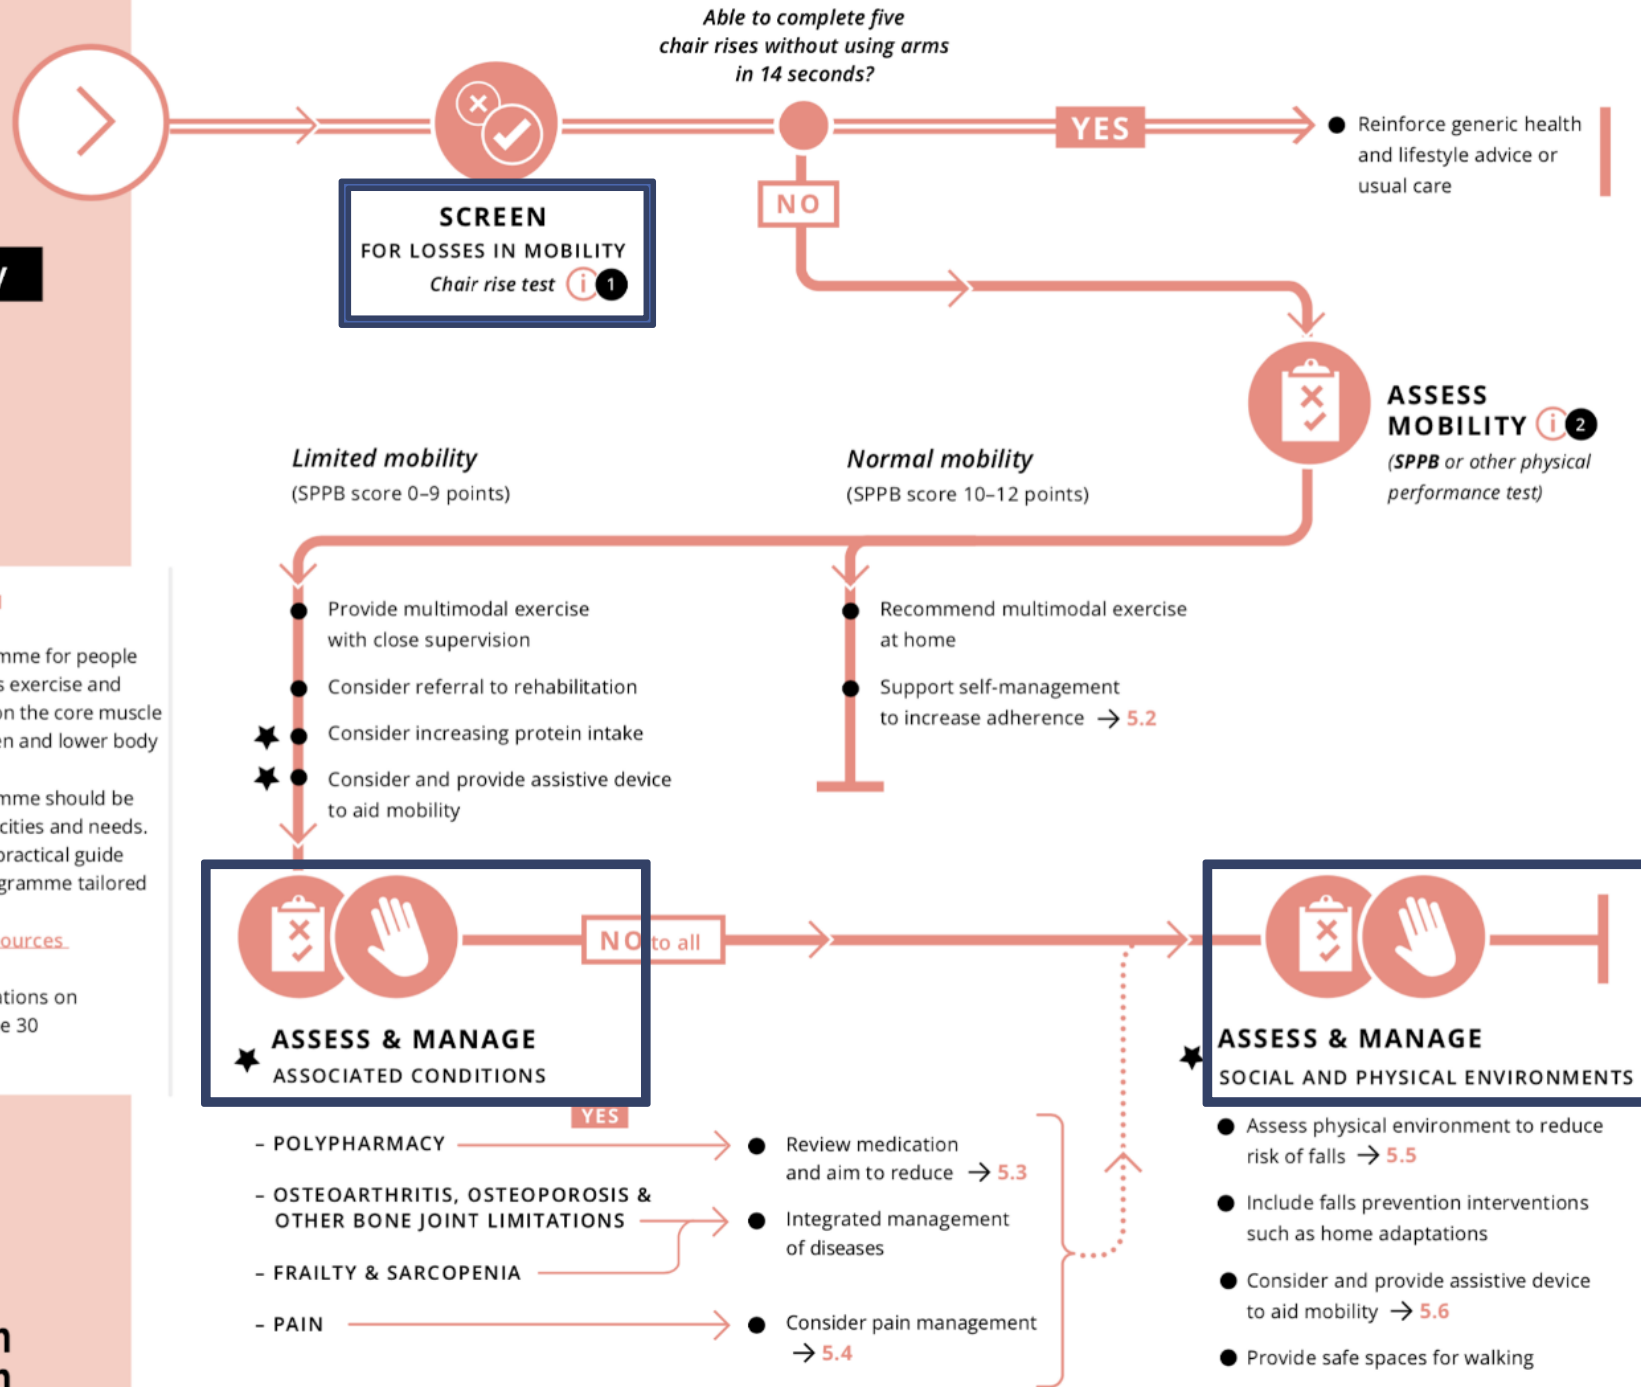 Able to complete five
chair rises without using arms
in 14 seconds?
YES
Reinforce generic health
and lifestyle advice or
usual care
NO
SCREEN
FOR LOSSES IN MOBILITY
Chair rise test i 1
ASSESS
MOBILITY i 2
(SPPB or other physical
performance test)
Limited mobility
(SPPB score 0–9 points)
Normal mobility
(SPPB score 10–12 points)
Provide multimodal exercise
with close supervision
Consider referral to rehabilitation
Consider increasing protein intake
Consider and provide assistive device
to aid mobility
Recommend multimodal exercise
at home
Support self-management
to increase adherence → 5.2
for people
exercise and
the core muscle
and lower body
should be
and needs.
practical guide
tailored
on
30
NO to all
ASSESS & MANAGE
ASSOCIATED CONDITIONS
YES
– POLYPHARMACY
Review medication
and aim to reduce → 5.3
– OSTEOARTHRITIS, OSTEOPOROSIS &
OTHER BONE JOINT LIMITATIONS
Integrated management
of diseases
– FRAILTY & SARCOPENIA
– PAIN
Consider pain management
→ 5.4
ASSESS & MANAGE
SOCIAL AND PHYSICAL ENVIRONMENTS
Assess physical environment to reduce
risk of falls → 5.5
Include falls prevention interventions
such as home adaptations
Consider and provide assistive device
to aid mobility → 5.6
Provide safe spaces for walking